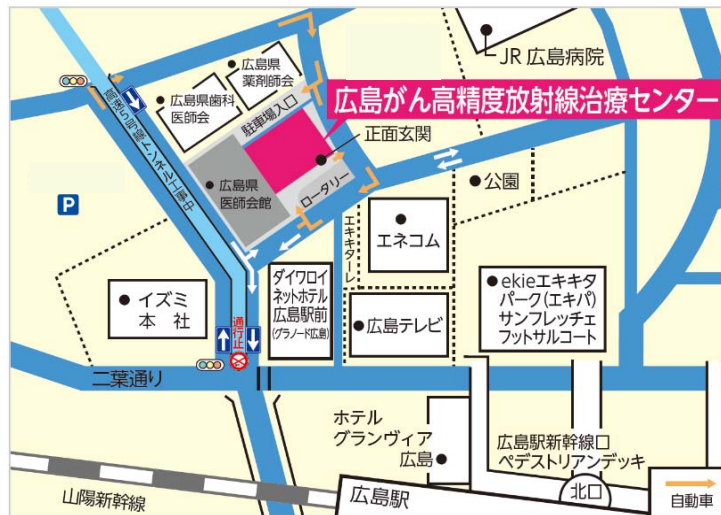 JR 広島病院
広島県
薬剤師会
広島県歯科
医師会
広島がん高精度放射線治療センター
駐車場入口
正面玄関
高速5号線トンネル工事中
広島県
医師会館
ロータリー
公園
P
エキキターレ
エネコム
イズミ
本社
ダイワロイ
ネットホテル
広島駅前
(グラノード広島)
広島テレビ
ekieエキキタ
パーク(エキパ)
サンフレッチェ
フットサルコート
通行止
二葉通り
ホテル
グランヴィア
広島
広島駅新幹線口
ペデストリアンデッキ
北口
山陽新幹線
広島駅
自動車